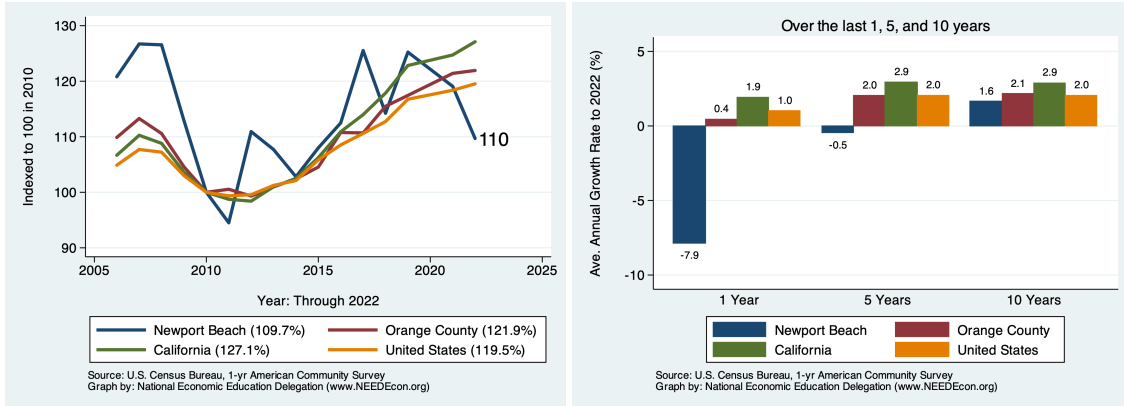 130
120
110
100
90
Indexed to 100 in 2010
110
2005 2010 2015 2020 2025
Year: Through 2022
Newport Beach (109.7%) Orange County (121.9%)
California (127.1%) United States (119.5%)
Source: U.S. Census Bureau, 1-yr American Community Survey
Graph by: National Economic Education Delegation (www.NEEDEcon.org)
Over the last 1, 5, and 10 years
5
0
-5
-10
Ave. Annual Growth Rate to 2022 (%)
-7.9 0.4 1.9 1.0
-0.5 2.0 2.9 2.0
1.6 2.1 2.9 2.0
1 Year 5 Years 10 Years
Newport Beach Orange County
California United States
Source: U.S. Census Bureau, 1-yr American Community Survey
Graph by: National Economic Education Delegation (www.NEEDEcon.org)